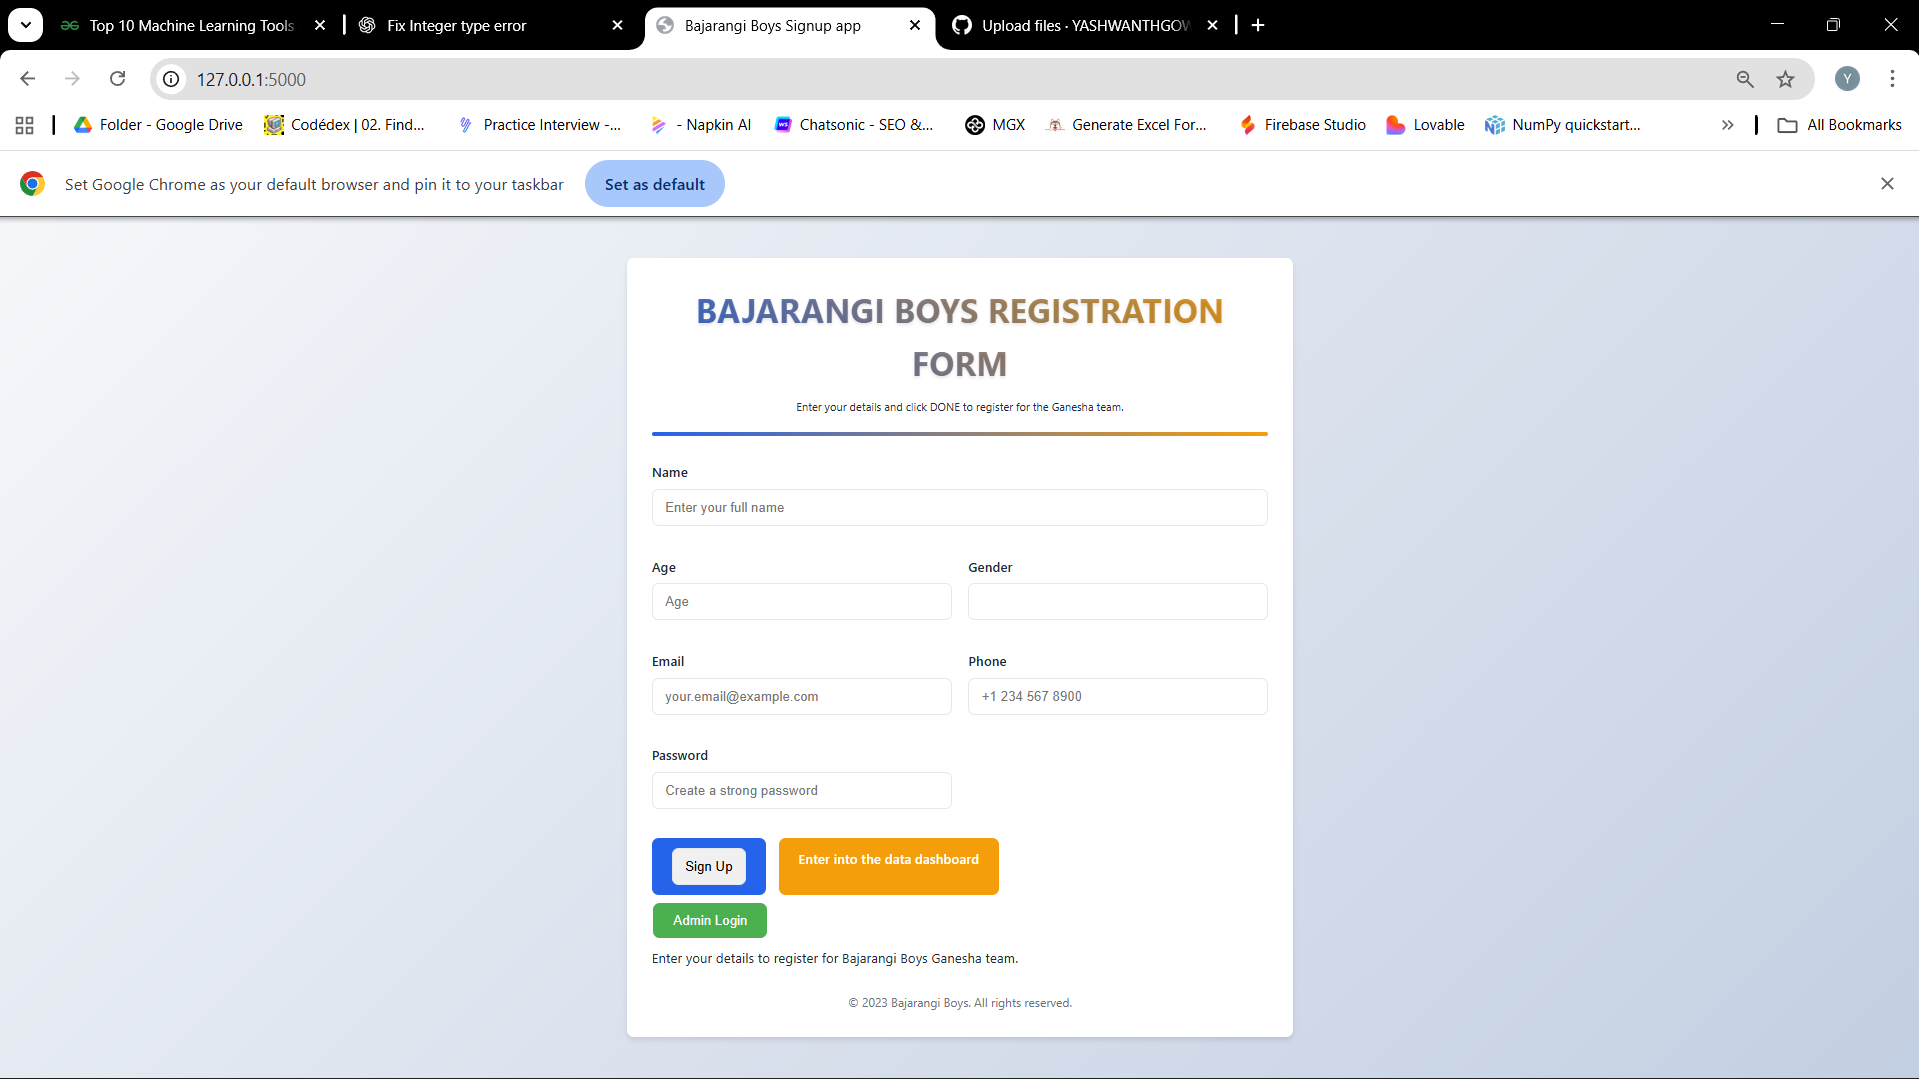 Top 10 Machine Learning Tools
Fix Integer type error
Bajarangi Boys Signup app
Upload files · YASHWANTHGOW
127.0.0.1:5000
Y
Folder - Google Drive
Codédex | 02. Find...
Practice Interview -...
- Napkin AI
Chatsonic - SEO &...
MGX
Generate Excel For...
Firebase Studio
Lovable
NumPy quickstart...
All Bookmarks
Set Google Chrome as your default browser and pin it to your taskbar
Set as default
BAJARANGI BOYS REGISTRATION
FORM
Enter your details and click DONE to register for the Ganesha team.
Name
Enter your full name
Age
Gender
Age
Email
Phone
your.email@example.com
+1 234 567 8900
Password
Create a strong password
Sign Up
Enter into the data dashboard
Admin Login
Enter your details to register for Bajarangi Boys Ganesha team.
© 2023 Bajarangi Boys. All rights reserved.